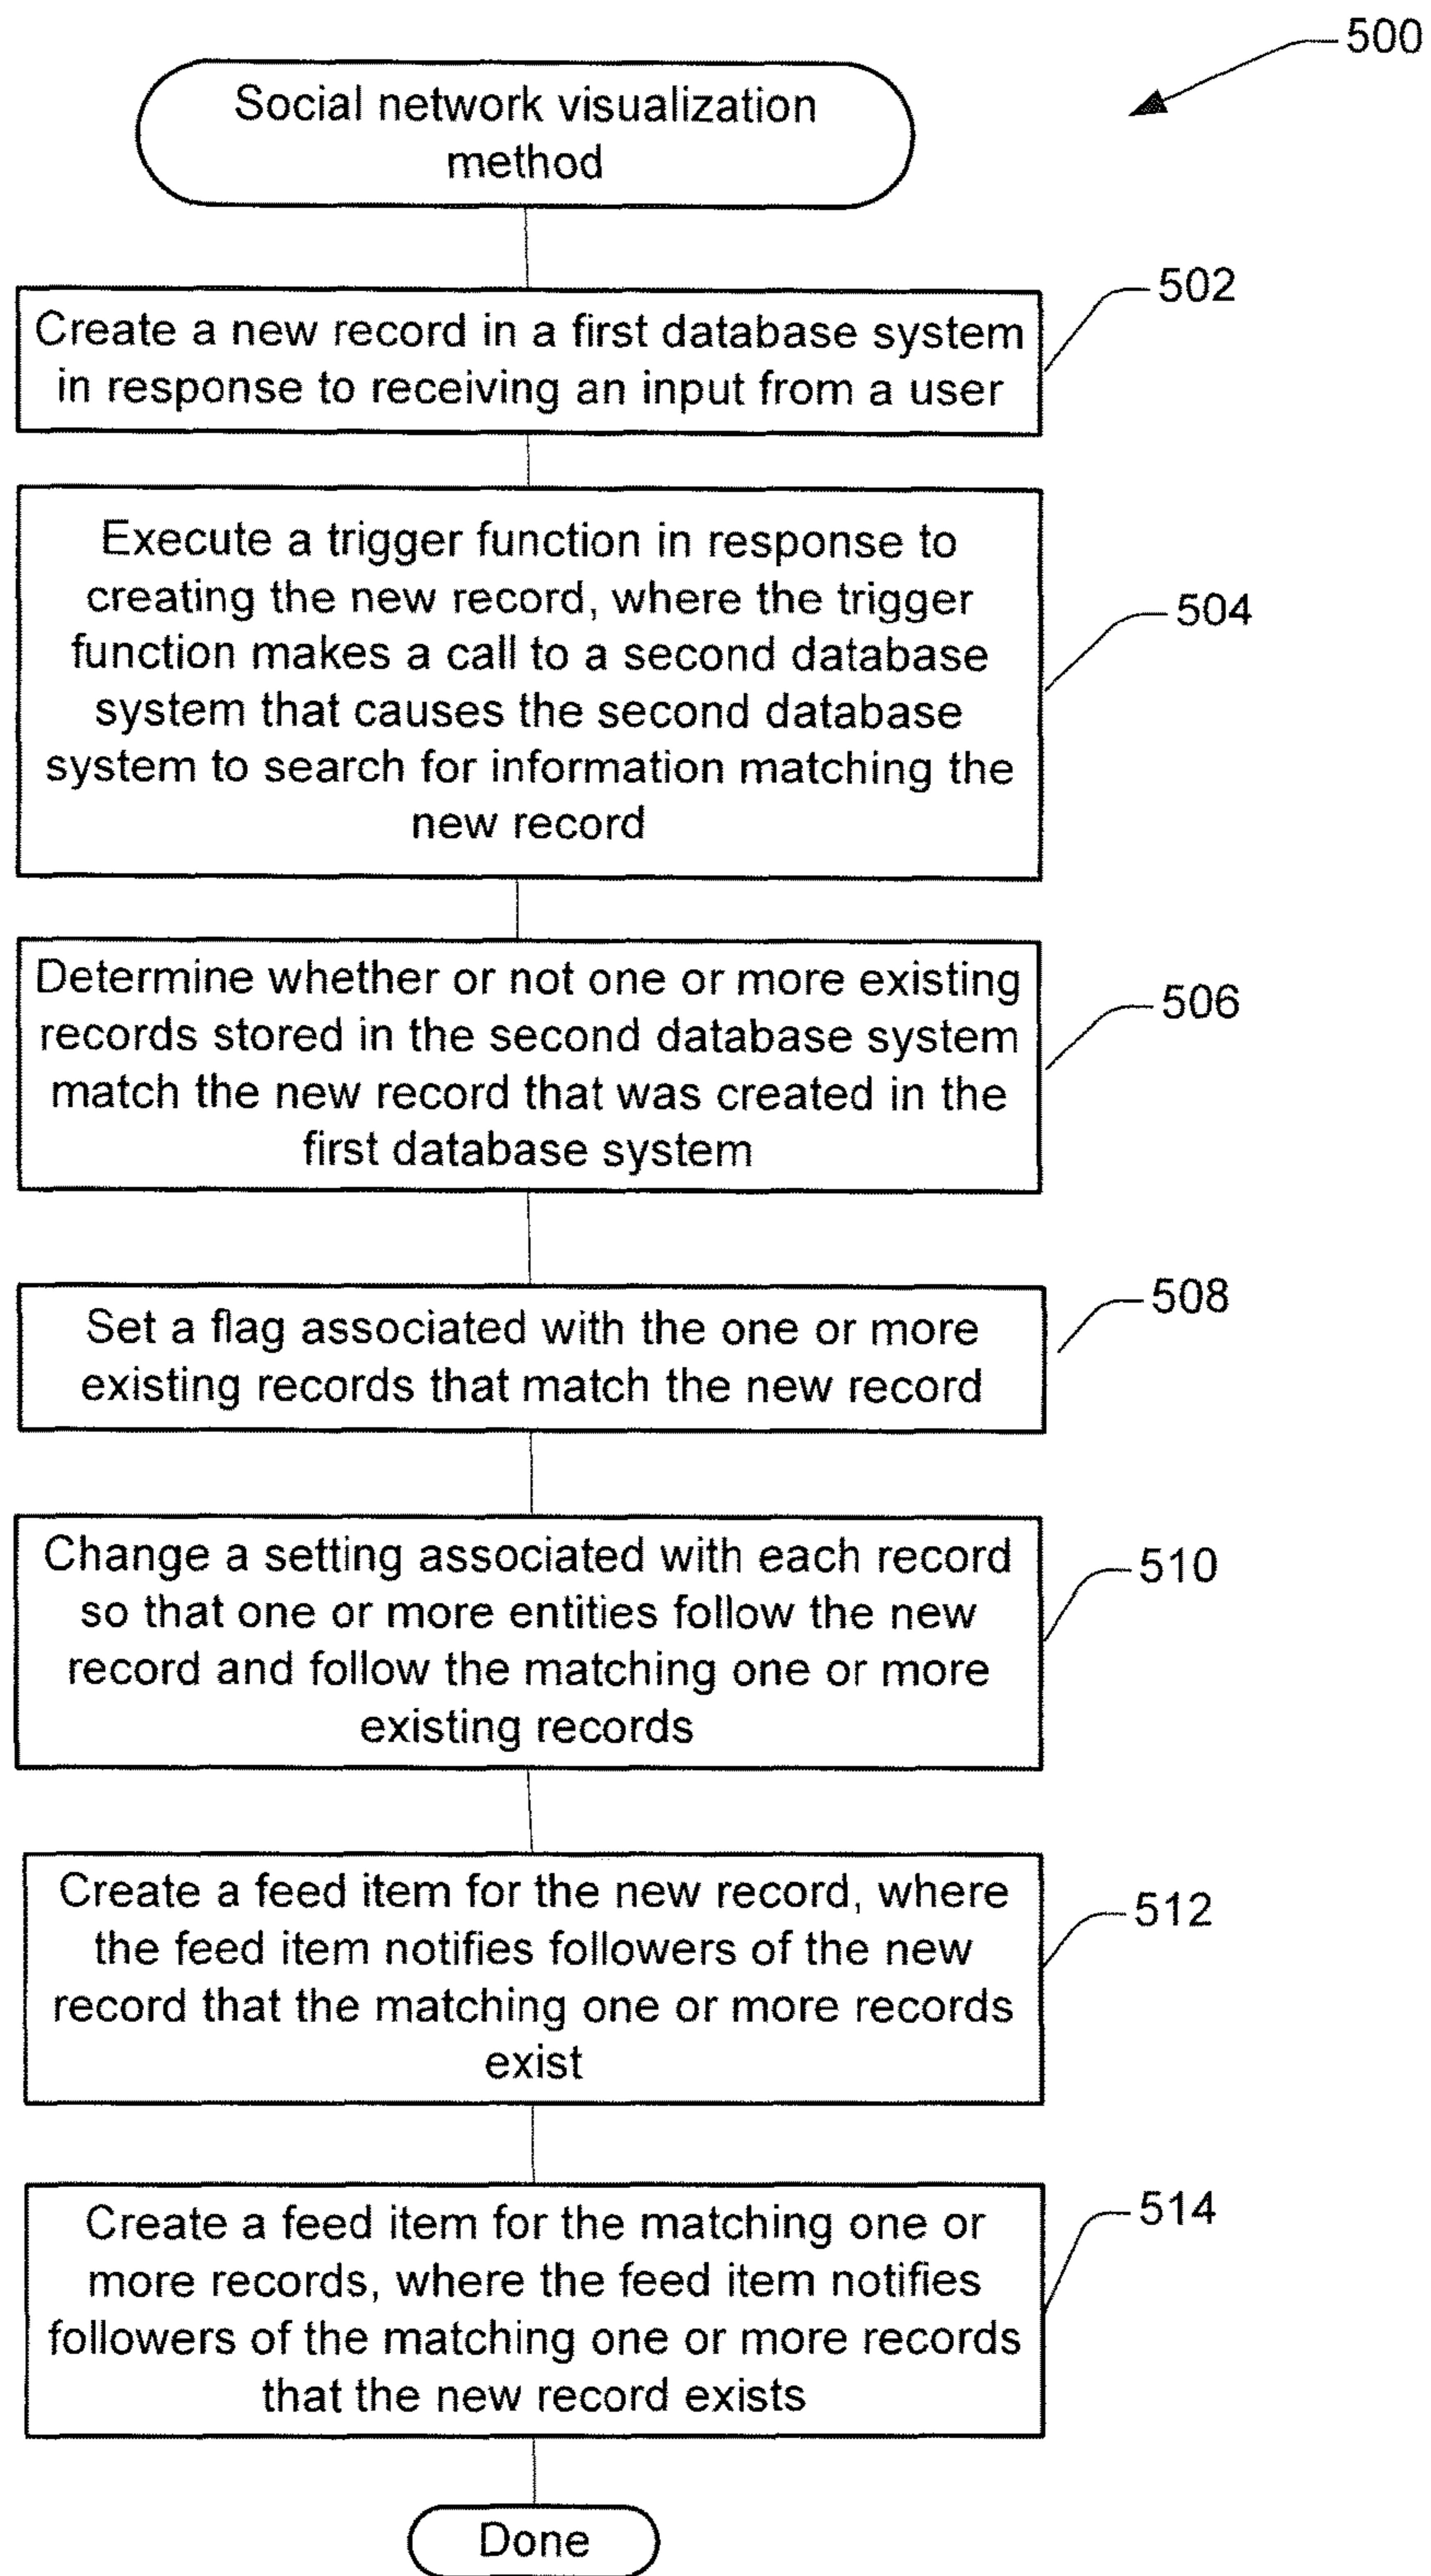 500
Social network visualization
method
502
Create a new record in a first database system
in response to receiving an input from a user
Execute a trigger function in response to
creating the new record, where the trigger
504
function makes a call to a second database
system that causes the second database
system to search for information matching the
new record
Determine whether or not one or more existing
506
records stored in the second database system
match the new record that was created in the
first database system
508
Set a flag associated with the one or more
existing records that match the new record
Change a setting associated with each record
510
so that one or more entities follow the new
record and follow the matching one or more
existing records
Create a feed item for the new record, where
512
the feed item notifies followers of the new
record that the matching one or more records
exist
514
Create a feed item for the matching one or
more records, where the feed item notifies
followers of the matching one or more records
that the new record exists
Done